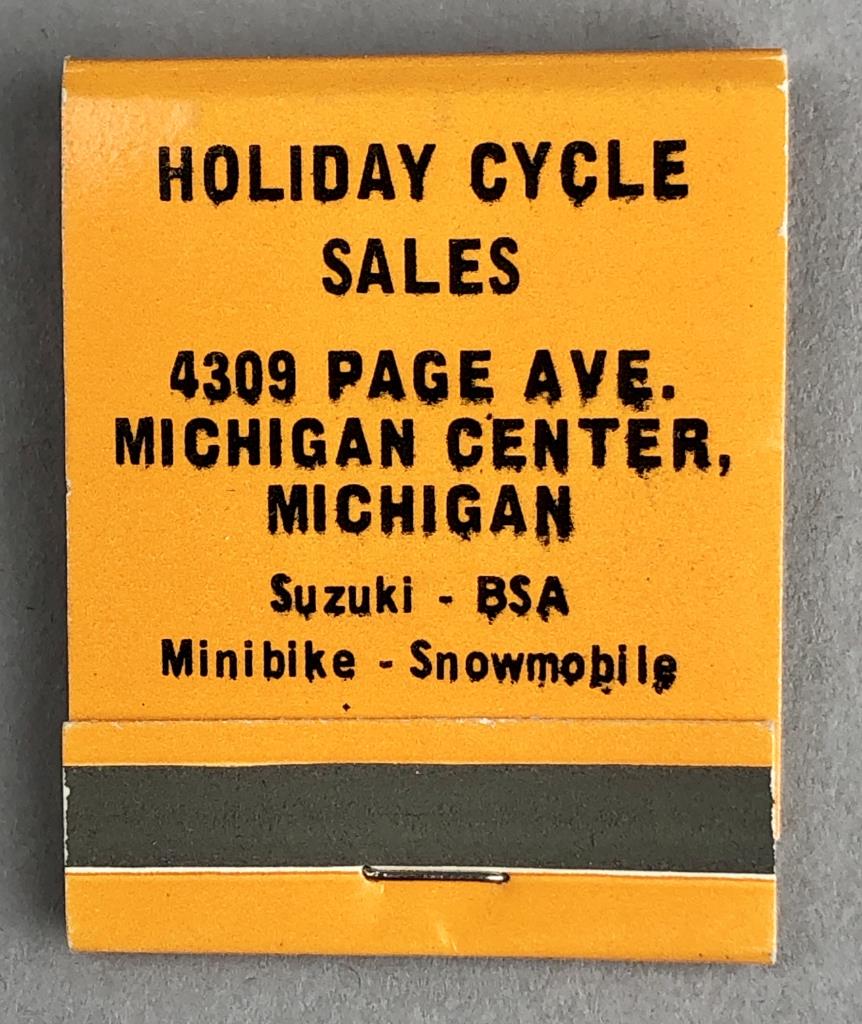 HOLIDAY CYCLE
SALES
4309 PAGE AVE.
MICHIGAN CENTER,
MICHIGAN
Suzuki - BSA
Minibike - Snowmobile